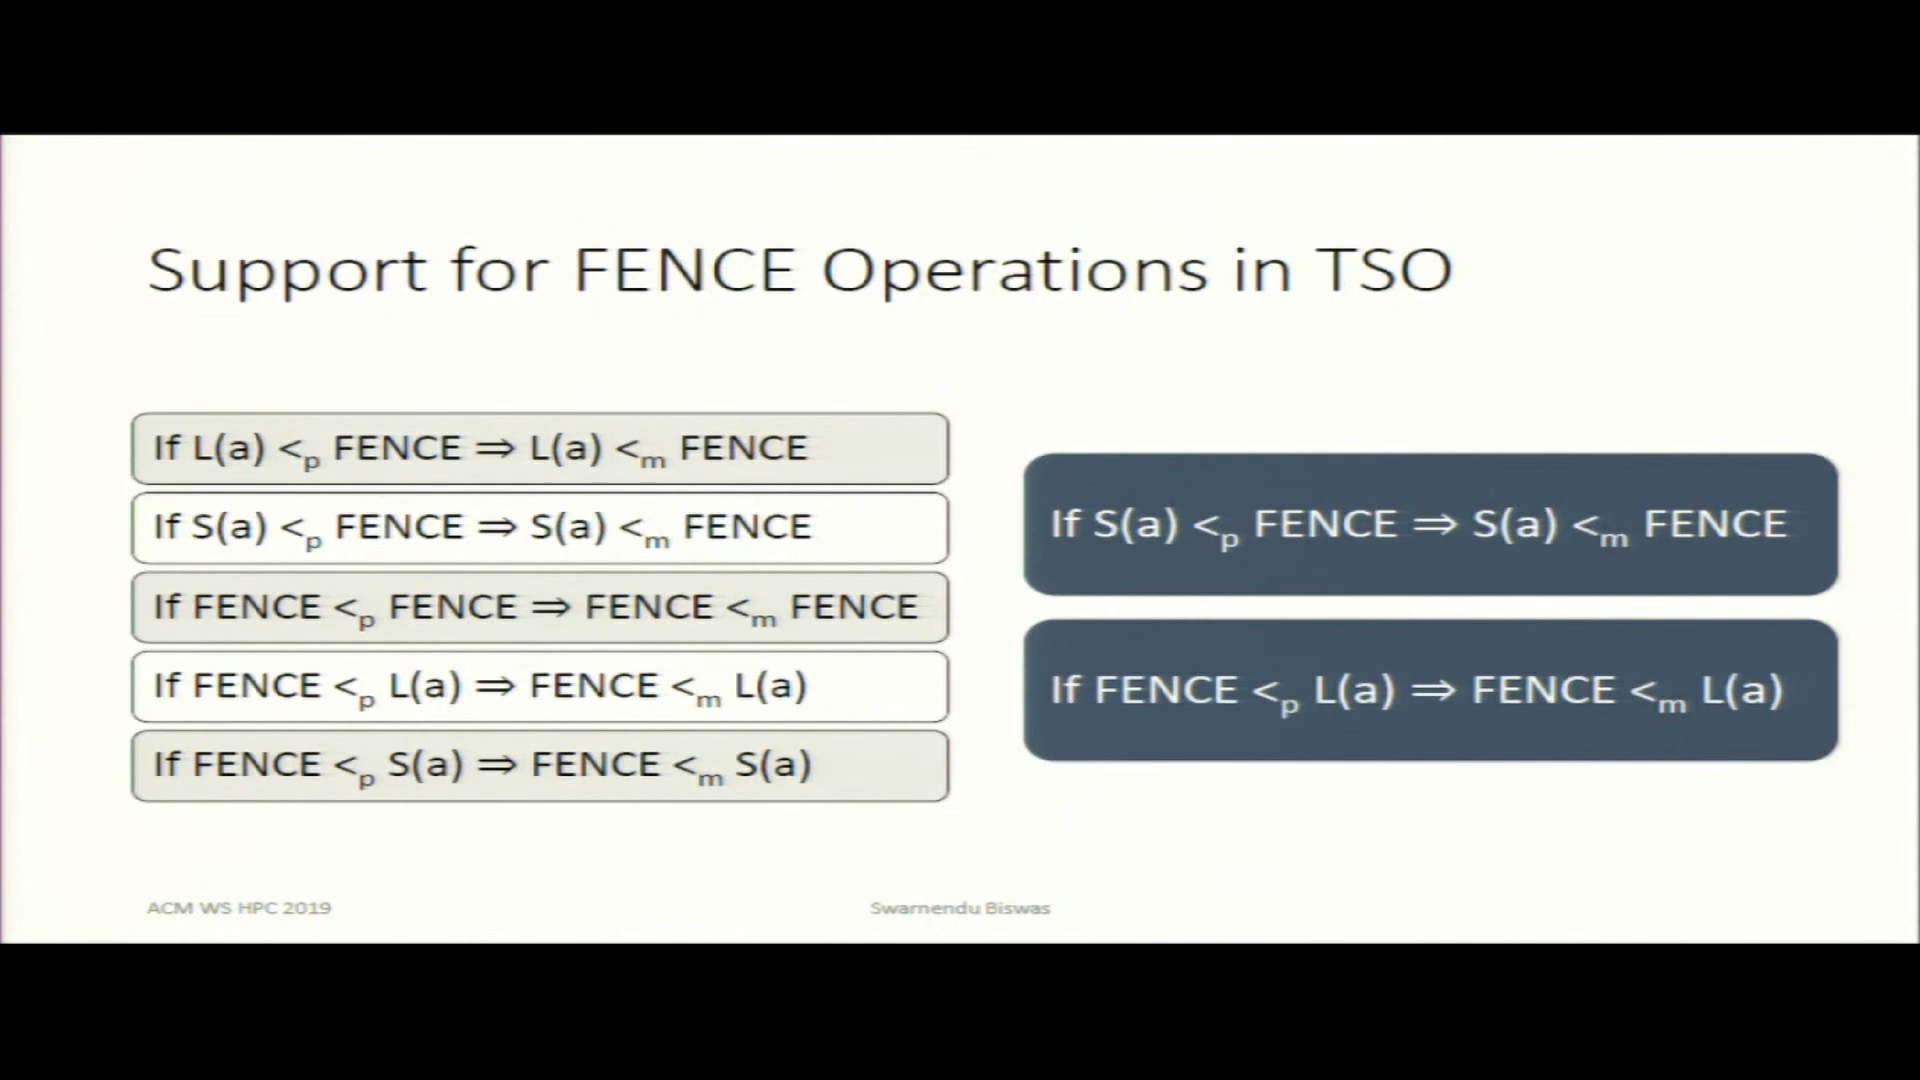 Support for FENCE Operations in TSO
If L(a) <p FENCE ⇒ L(a) <m FENCE
If S(a) <p FENCE ⇒ S(a) <m FENCE
If FENCE <p FENCE ⇒ FENCE <m FENCE
If FENCE <p L(a) ⇒ FENCE <m L(a)
If FENCE <p S(a) ⇒ FENCE <m S(a)
If S(a) <p FENCE ⇒ S(a) <m FENCE
If FENCE <p L(a) ⇒ FENCE <m L(a)
ACM WS HPC 2019
Swarnendu Biswas